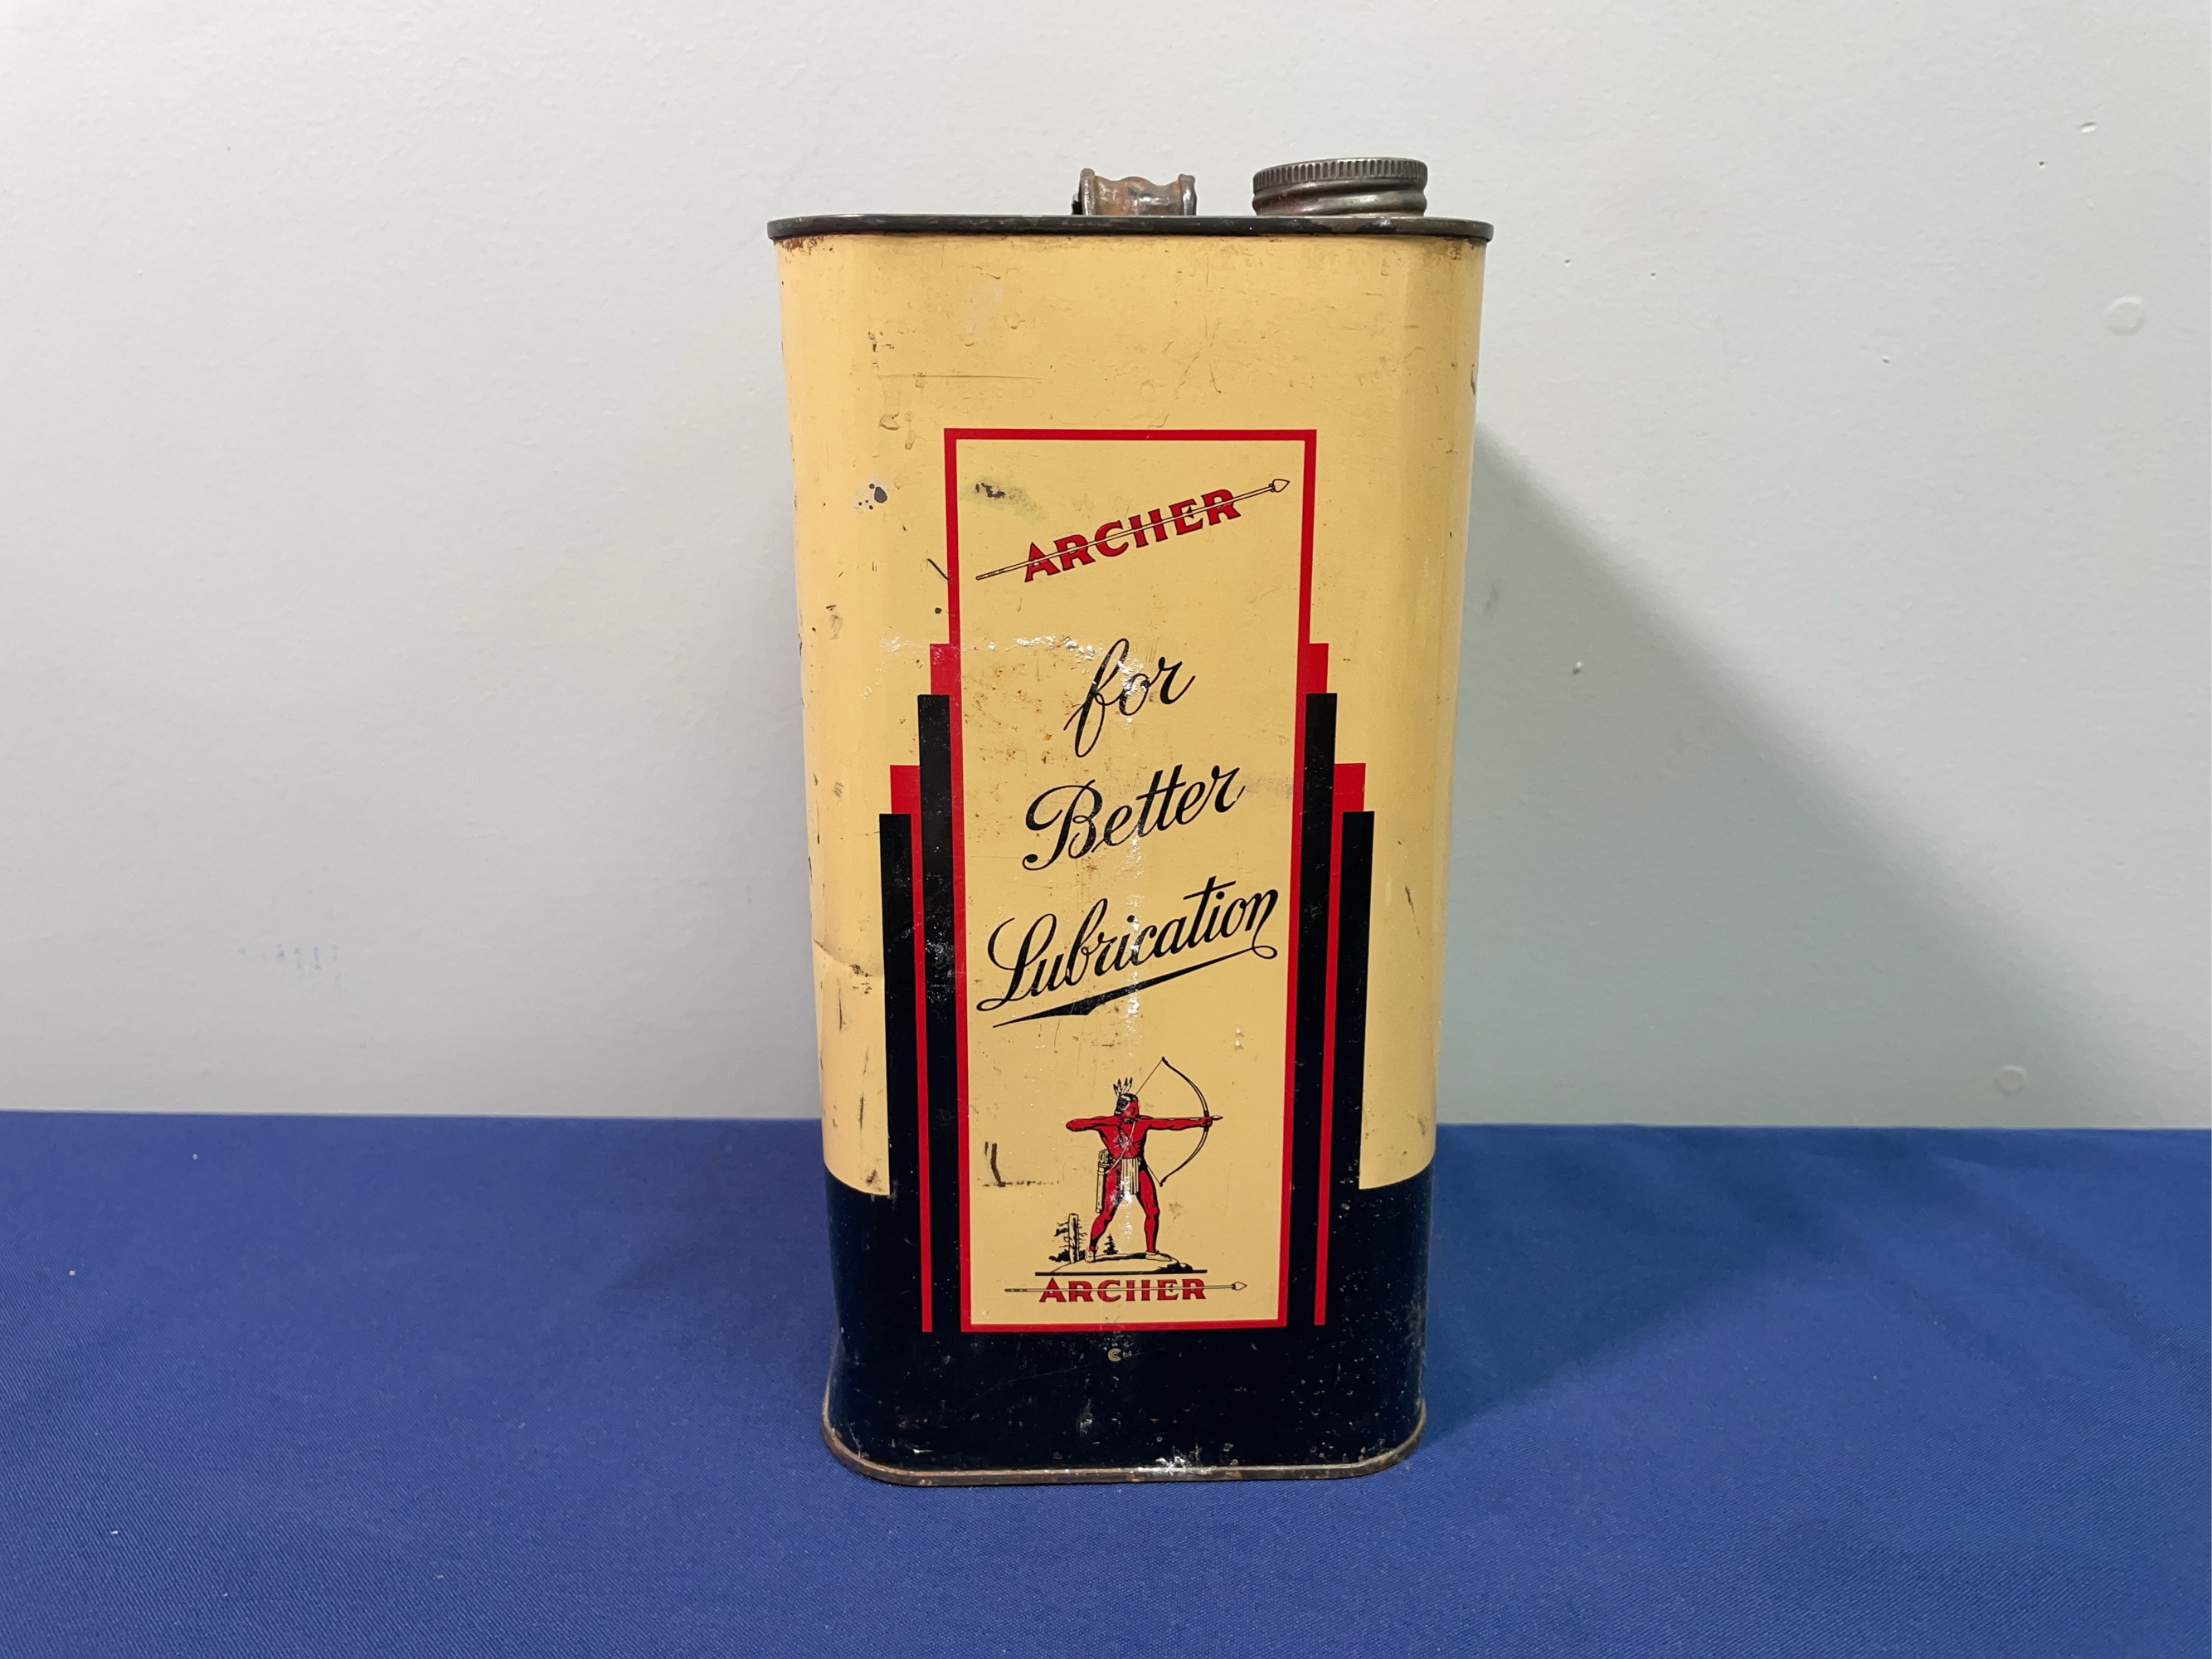 ARCHER
for
Better
Lubrication
ARCHER